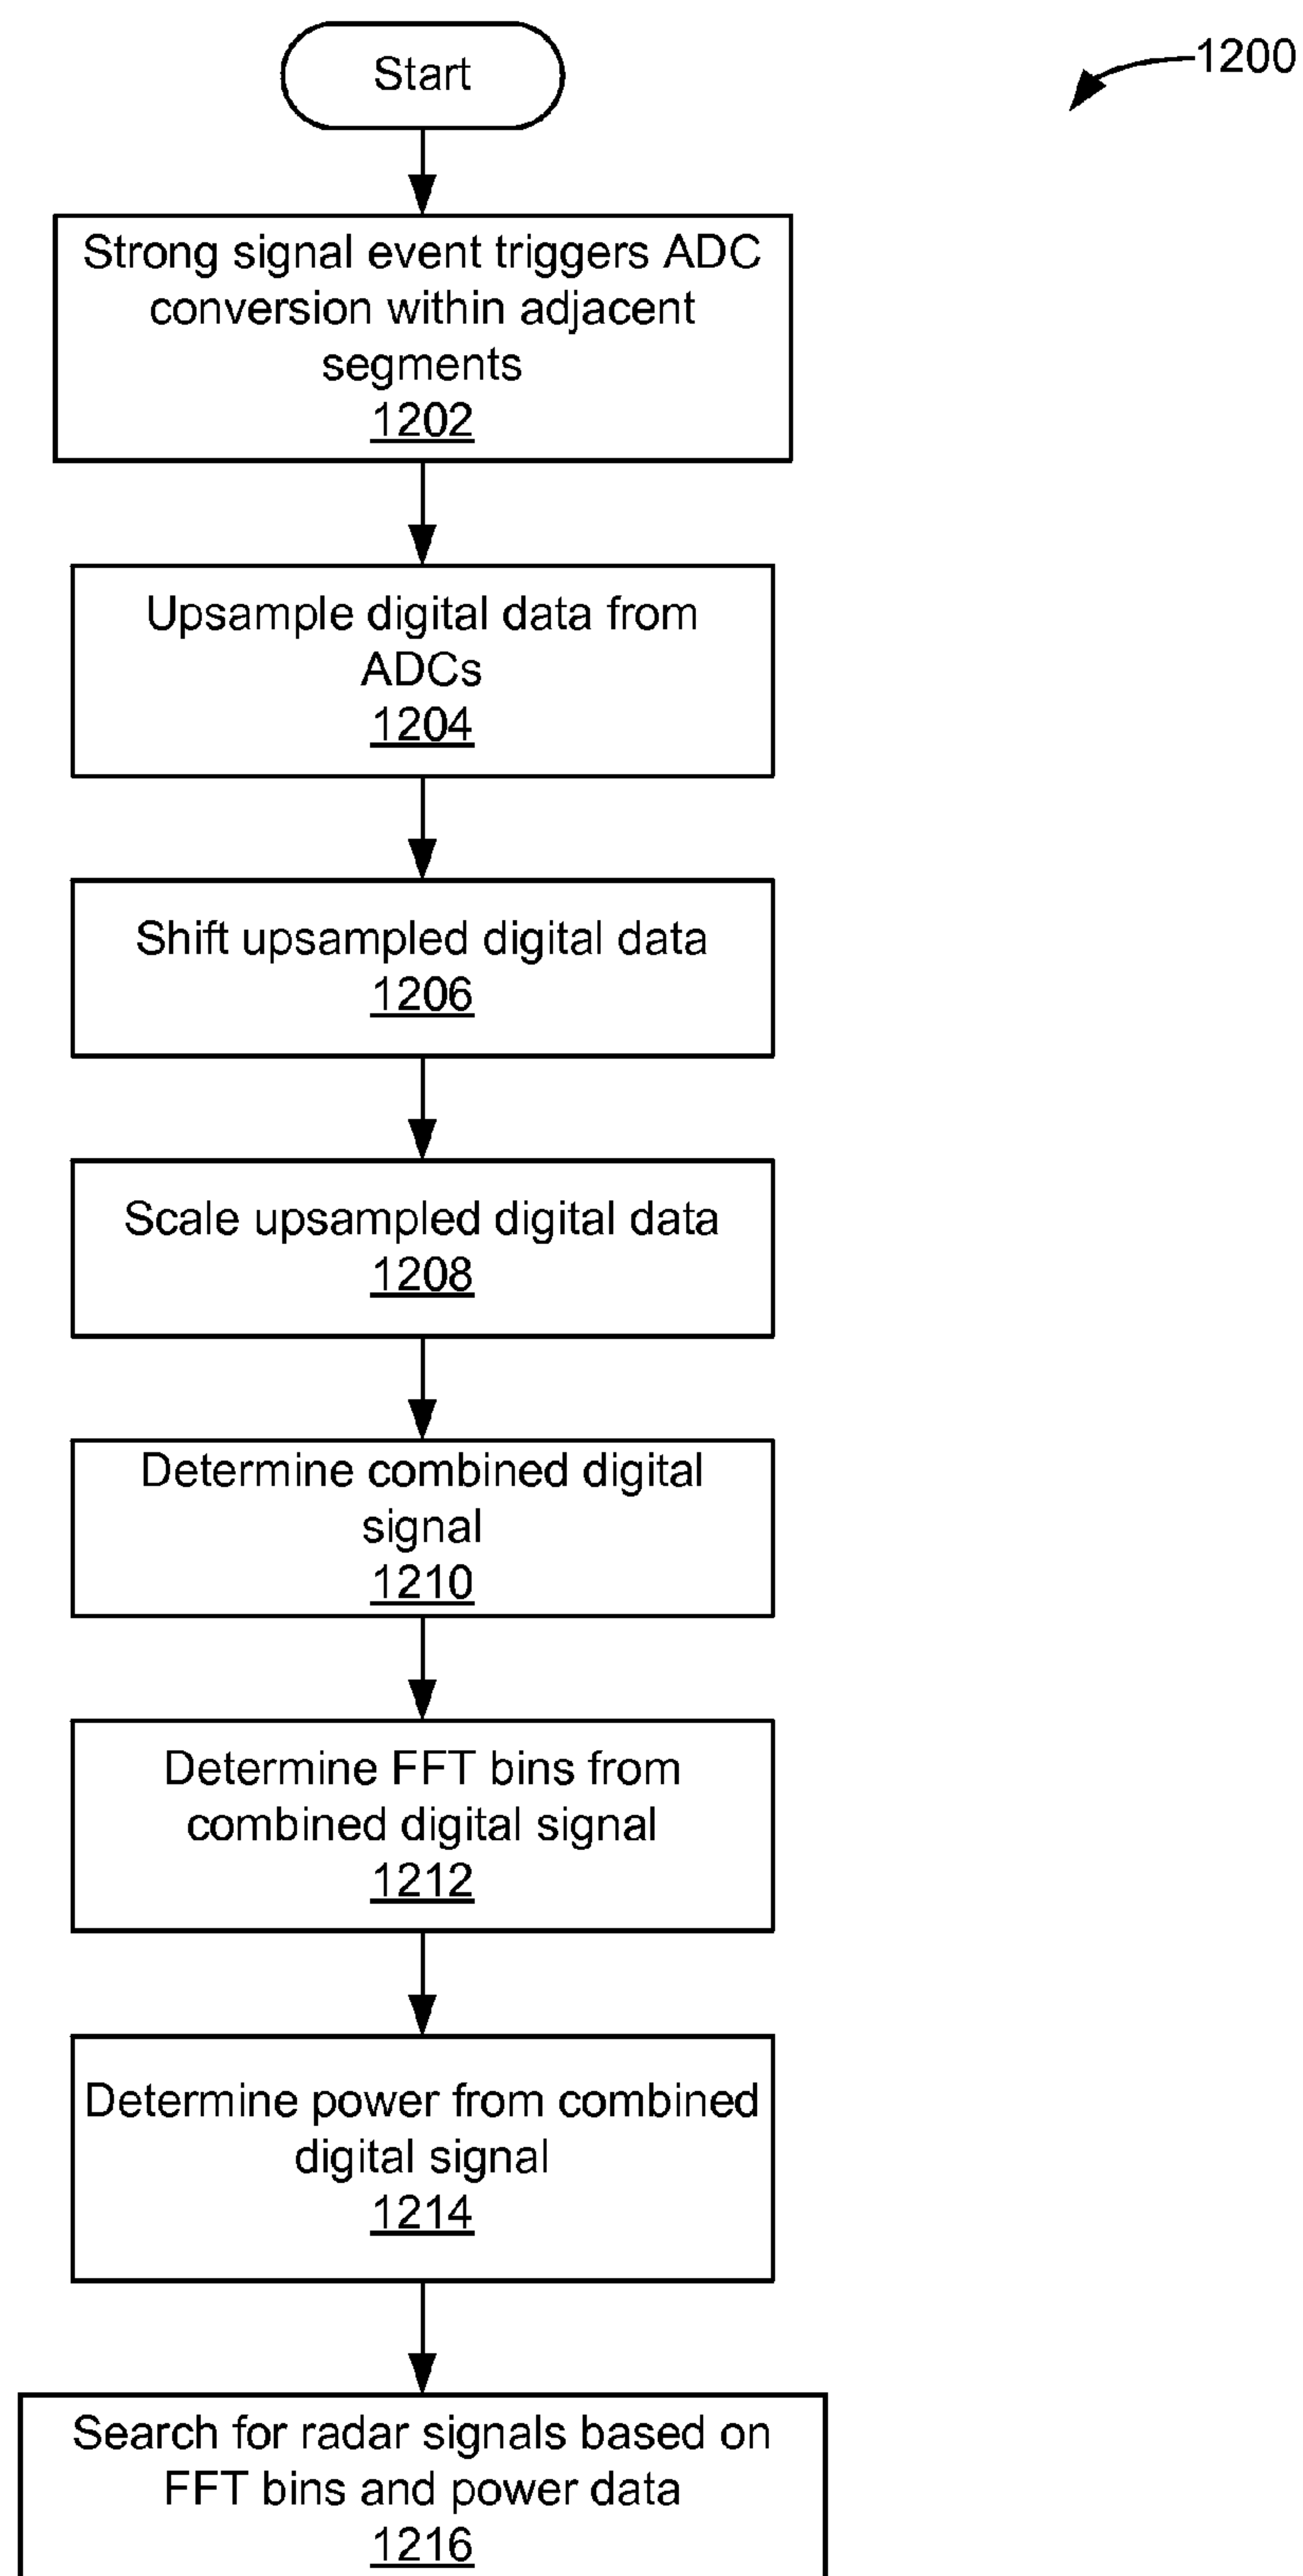 Start
1200
Strong signal event triggers ADC
conversion within adjacent
segments
1202
Upsample digital data from
ADCs
1204
Shift upsampled digital data
1206
Scale upsampled digital data
1208
Determine combined digital
signal
1210
Determine FFT bins from
combined digital signal
1212
Determine power from combined
digital signal
1214
Search for radar signals based on
FFT bins and power data
1216